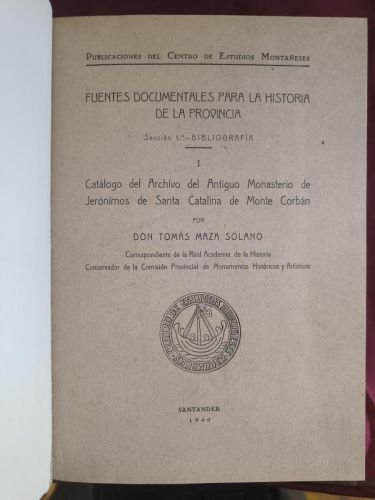 Publicaciones del Centro de Estudios Montañeses
FUENTES DOCUMENTALES PARA LA HISTORIA
DE LA PROVINCIA
Sección 1.ª—BIBLIOGRAFÍA
I
Catálogo del Archivo del Antiguo Monasterio de
Jerónimos de Santa Catalina de Monte Corbán
POR
DON TOMÁS MAZA SOLANO
Correspondiente de la Real Academia de la Historia
Conservador de la Comisión Provincial de Monumentos Históricos y Artísticos
SANTANDER
1940